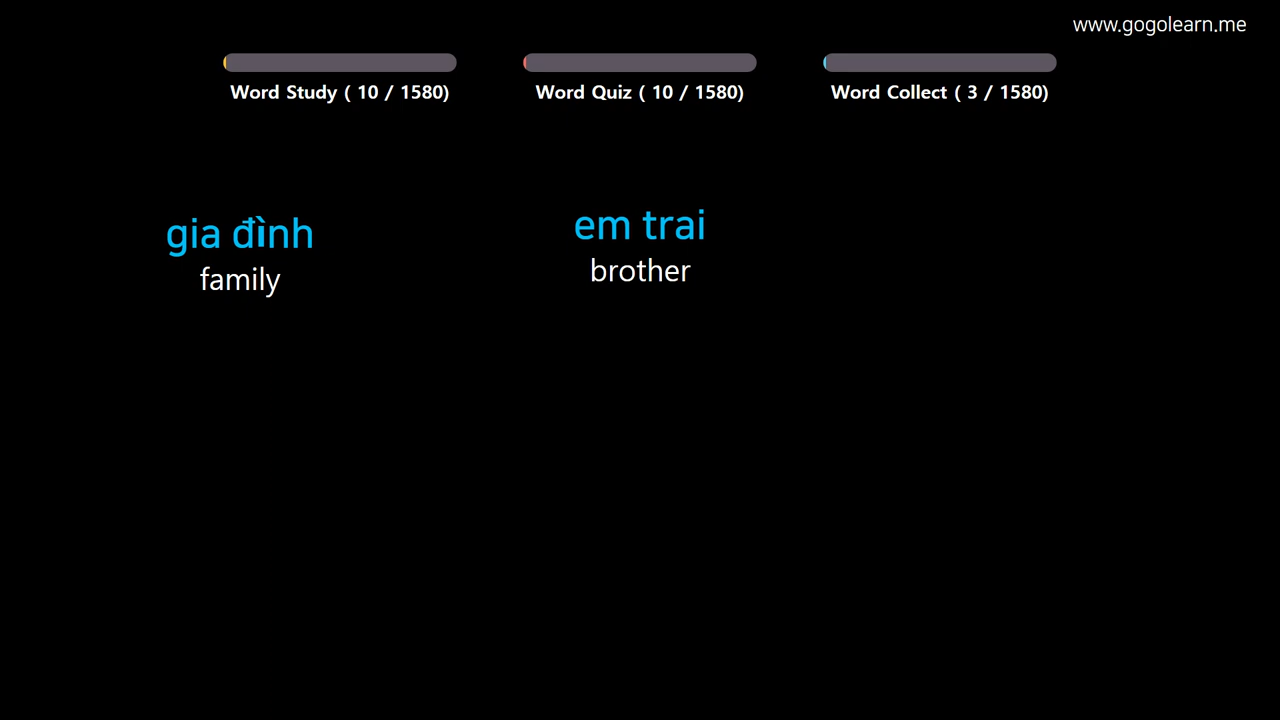 www.gogolearn.me
Word Study ( 10 / 1580)
Word Quiz ( 10 / 1580)
Word Collect ( 3 / 1580)
gia đình
family
em trai
brother